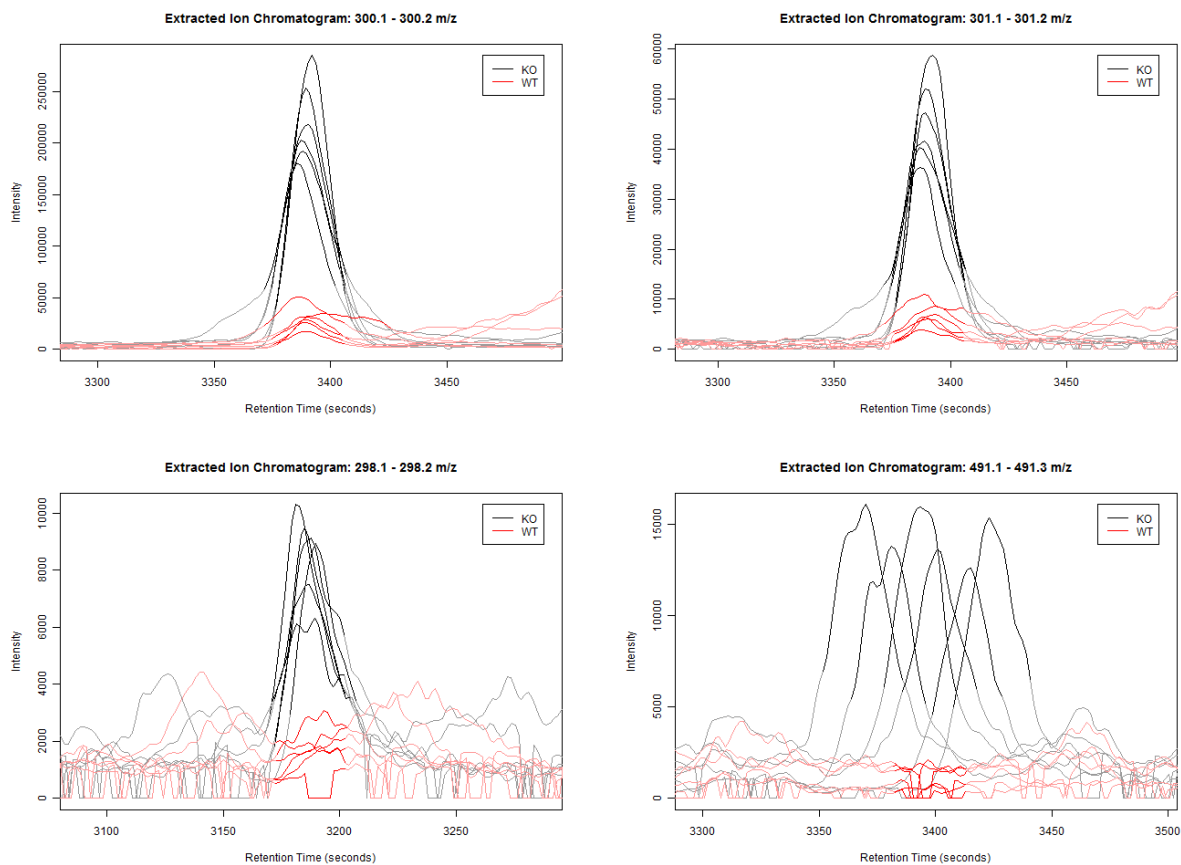 Extracted Ion Chromatogram: 300.1 - 300.2 m/z
KO
WT
Intensity
0
50000
100000
150000
200000
250000
3300
3350
3400
3450
Retention Time (seconds)
Extracted Ion Chromatogram: 301.1 - 301.2 m/z
KO
WT
Intensity
0
10000
20000
30000
40000
50000
60000
3300
3350
3400
3450
Retention Time (seconds)
Extracted Ion Chromatogram: 298.1 - 298.2 m/z
KO
WT
Intensity
0
2000
4000
6000
8000
10000
3100
3150
3200
3250
Retention Time (seconds)
Extracted Ion Chromatogram: 491.1 - 491.3 m/z
KO
WT
Intensity
0
5000
10000
15000
3300
3350
3400
3450
3500
Retention Time (seconds)